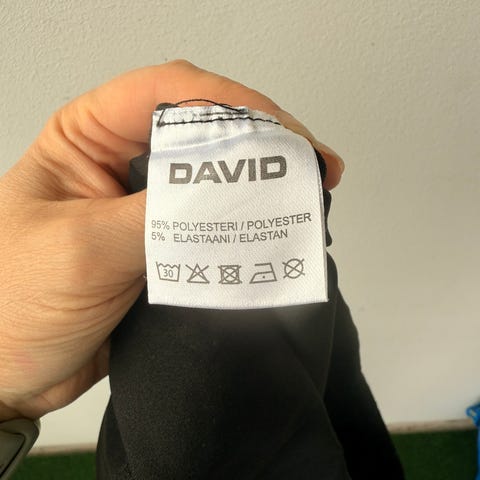 DAVID
95% POLYESTERI / POLYESTER
5% ELASTAANI / ELASTAN
30